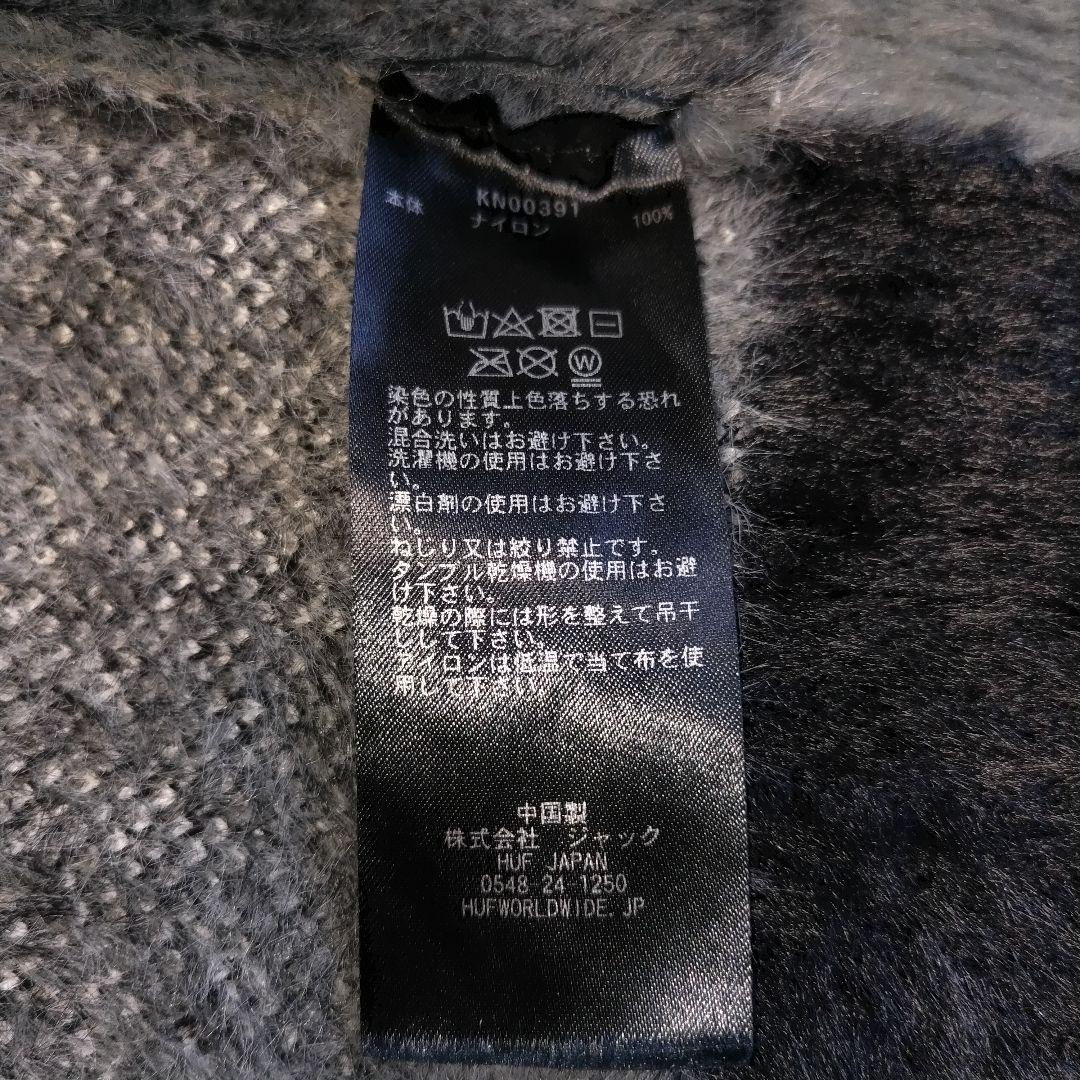 KN00391
本体 ナイロン 100%
W
染色の性質上色落ちする恐れ
があります。
混合洗いはお避け下さい。
洗濯機の使用はお避け下さ
い。
漂白剤の使用はお避け下さ
い。
ねじり又は絞り禁止です。
タンブル乾燥機の使用はお避
け下さい。
乾燥の際には形を整えて吊干
しして下さい。
アイロンは低温で当て布を使
用して下さい。
中国製
株式会社 ジャック
HUF JAPAN
0548-24 1250
HUFWORLDWIDE.JP